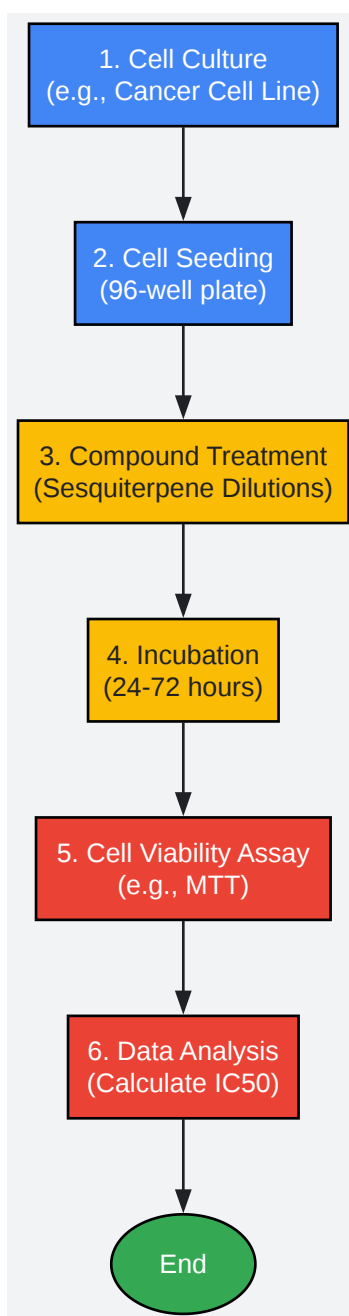 1. Cell Culture
(e.g., Cancer Cell Line)
2. Cell Seeding
(96-well plate)
3. Compound Treatment
(Sesquiterpene Dilutions)
4. Incubation
(24-72 hours)
5. Cell Viability Assay
(e.g., MTT)
6. Data Analysis
(Calculate IC50)
End